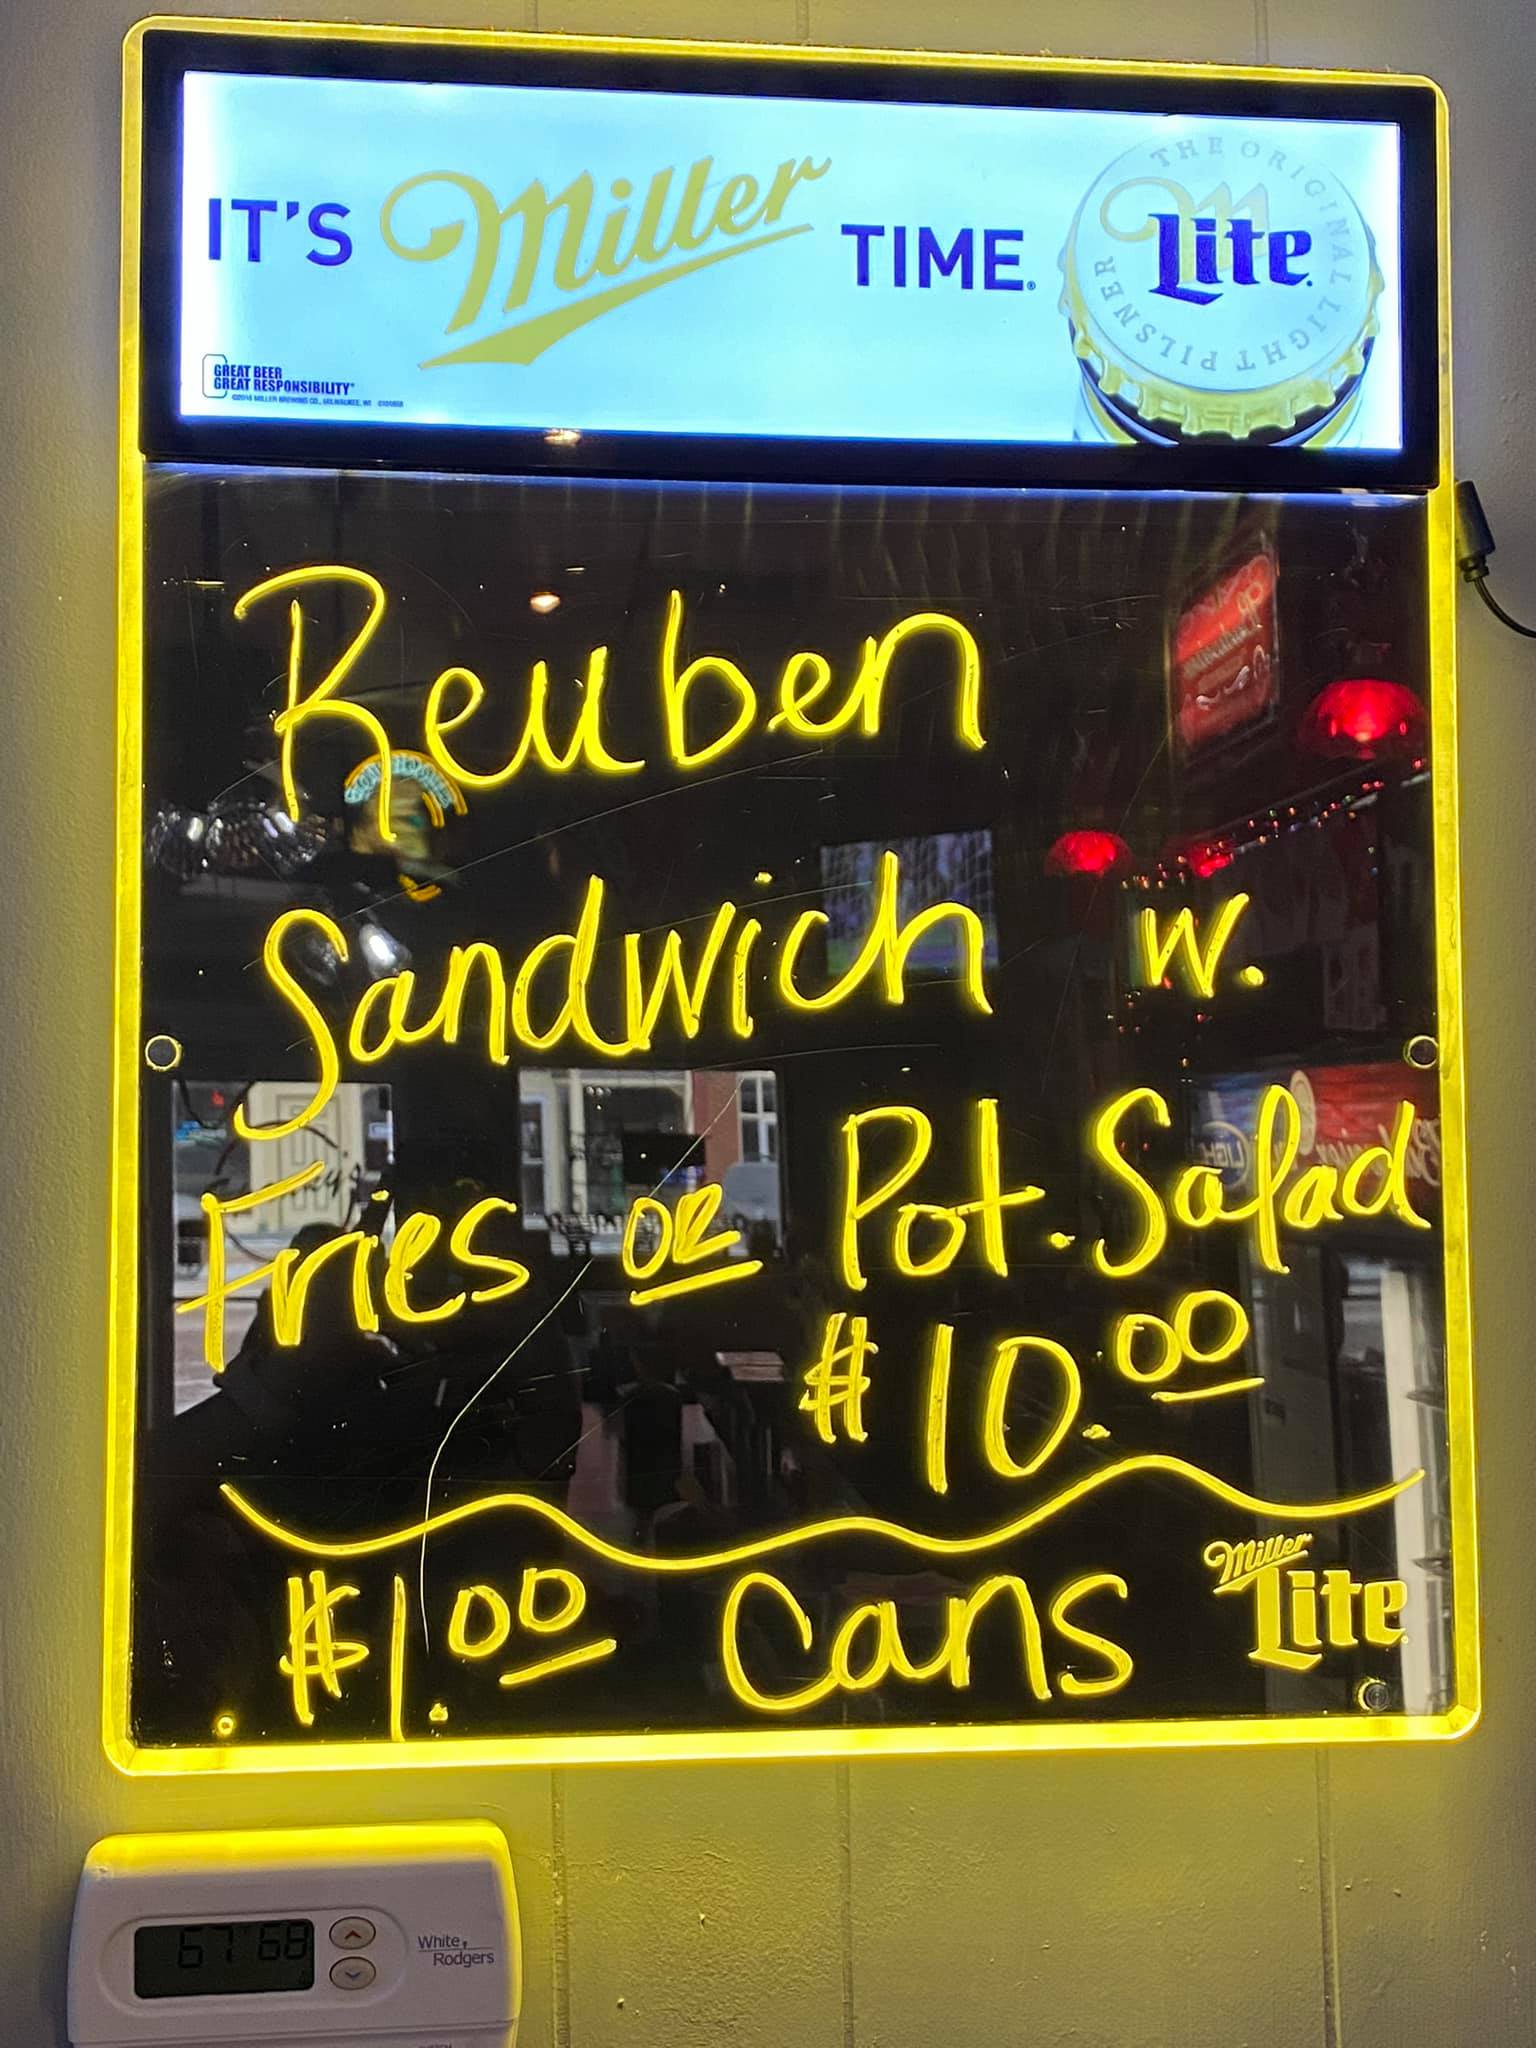 IT'S Miller TIME.®
THE ORIGINAL LIGHT PILSNER
Lite
GREAT BEER
GREAT RESPONSIBILITY®
Reuben
Sandwich w.
Fries or Pot. Salad
$10.00
$1.00 Cans
Miller
Lite
67 68
White
Rodgers